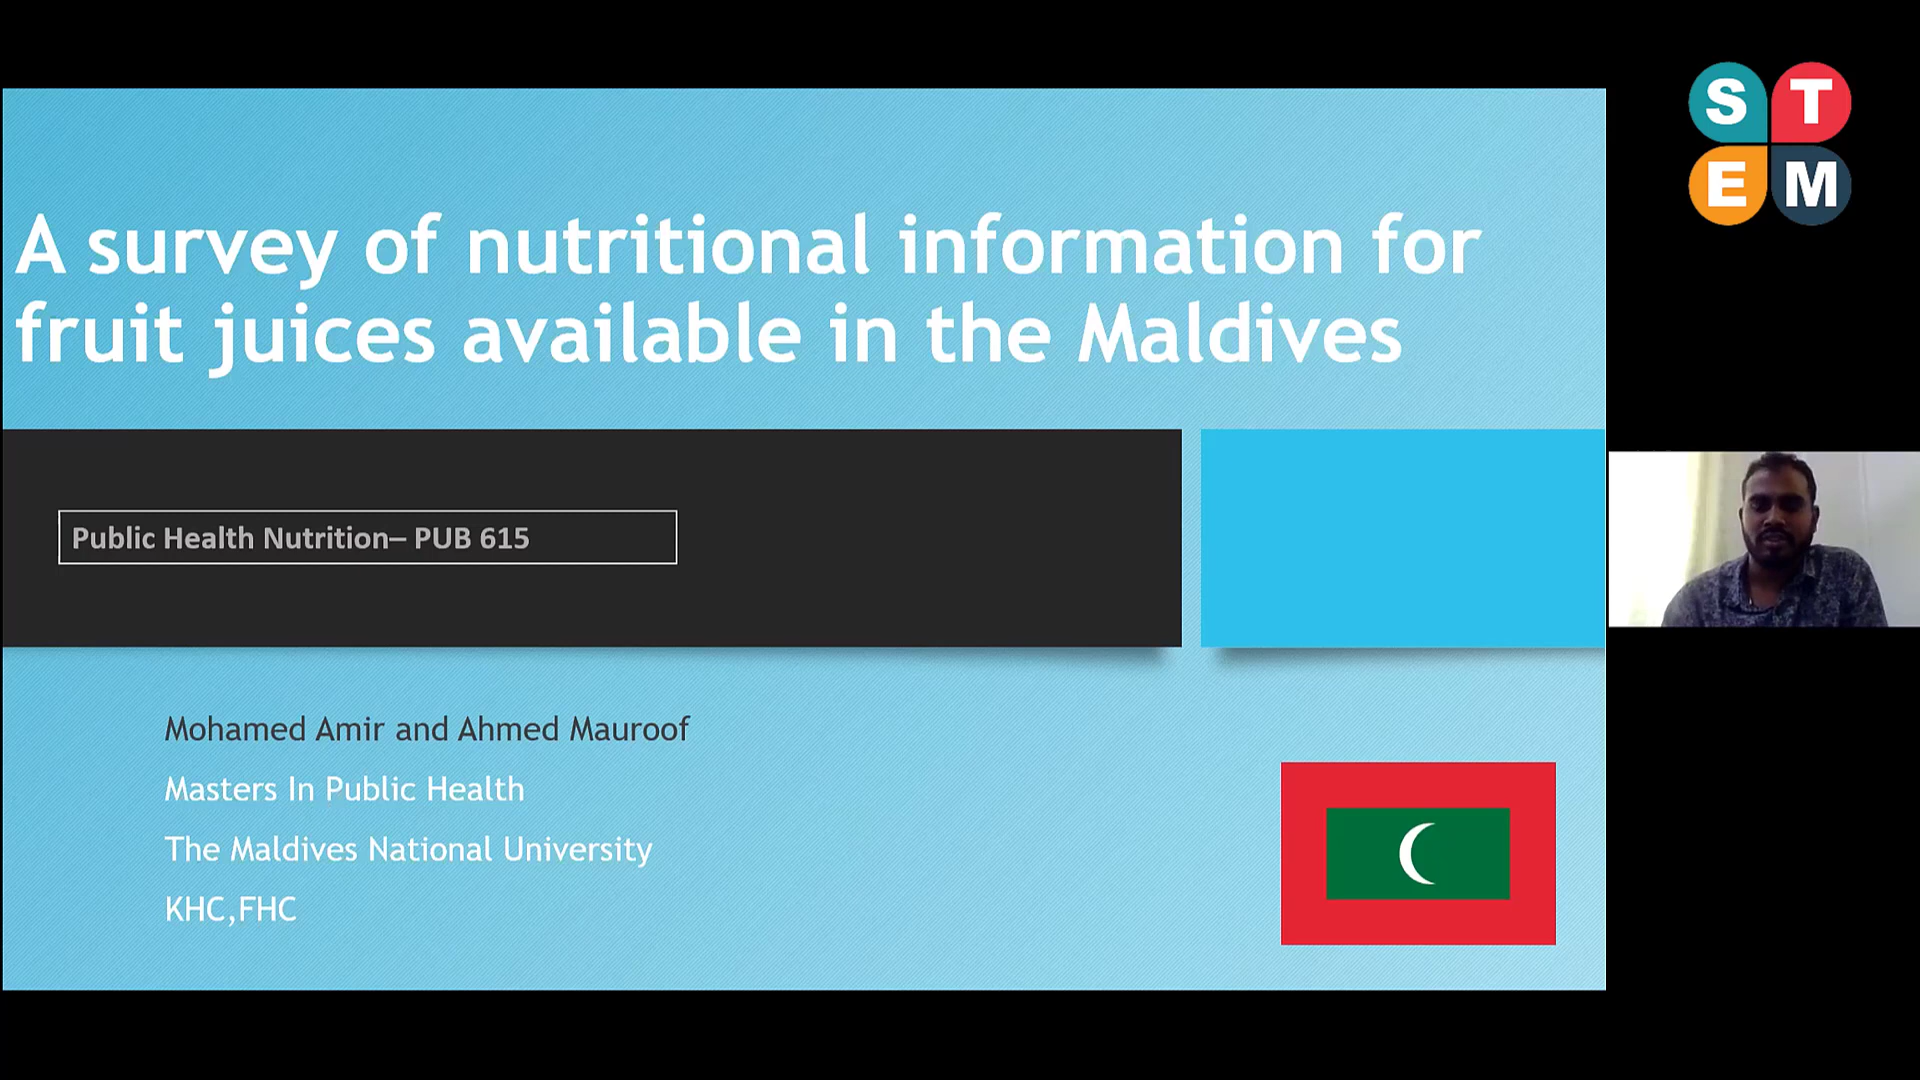 A survey of nutritional information for
fruit juices available in the Maldives
Public Health Nutrition– PUB 615
Mohamed Amir and Ahmed Mauroof
Masters In Public Health
The Maldives National University
KHC,FHC
S T
E M